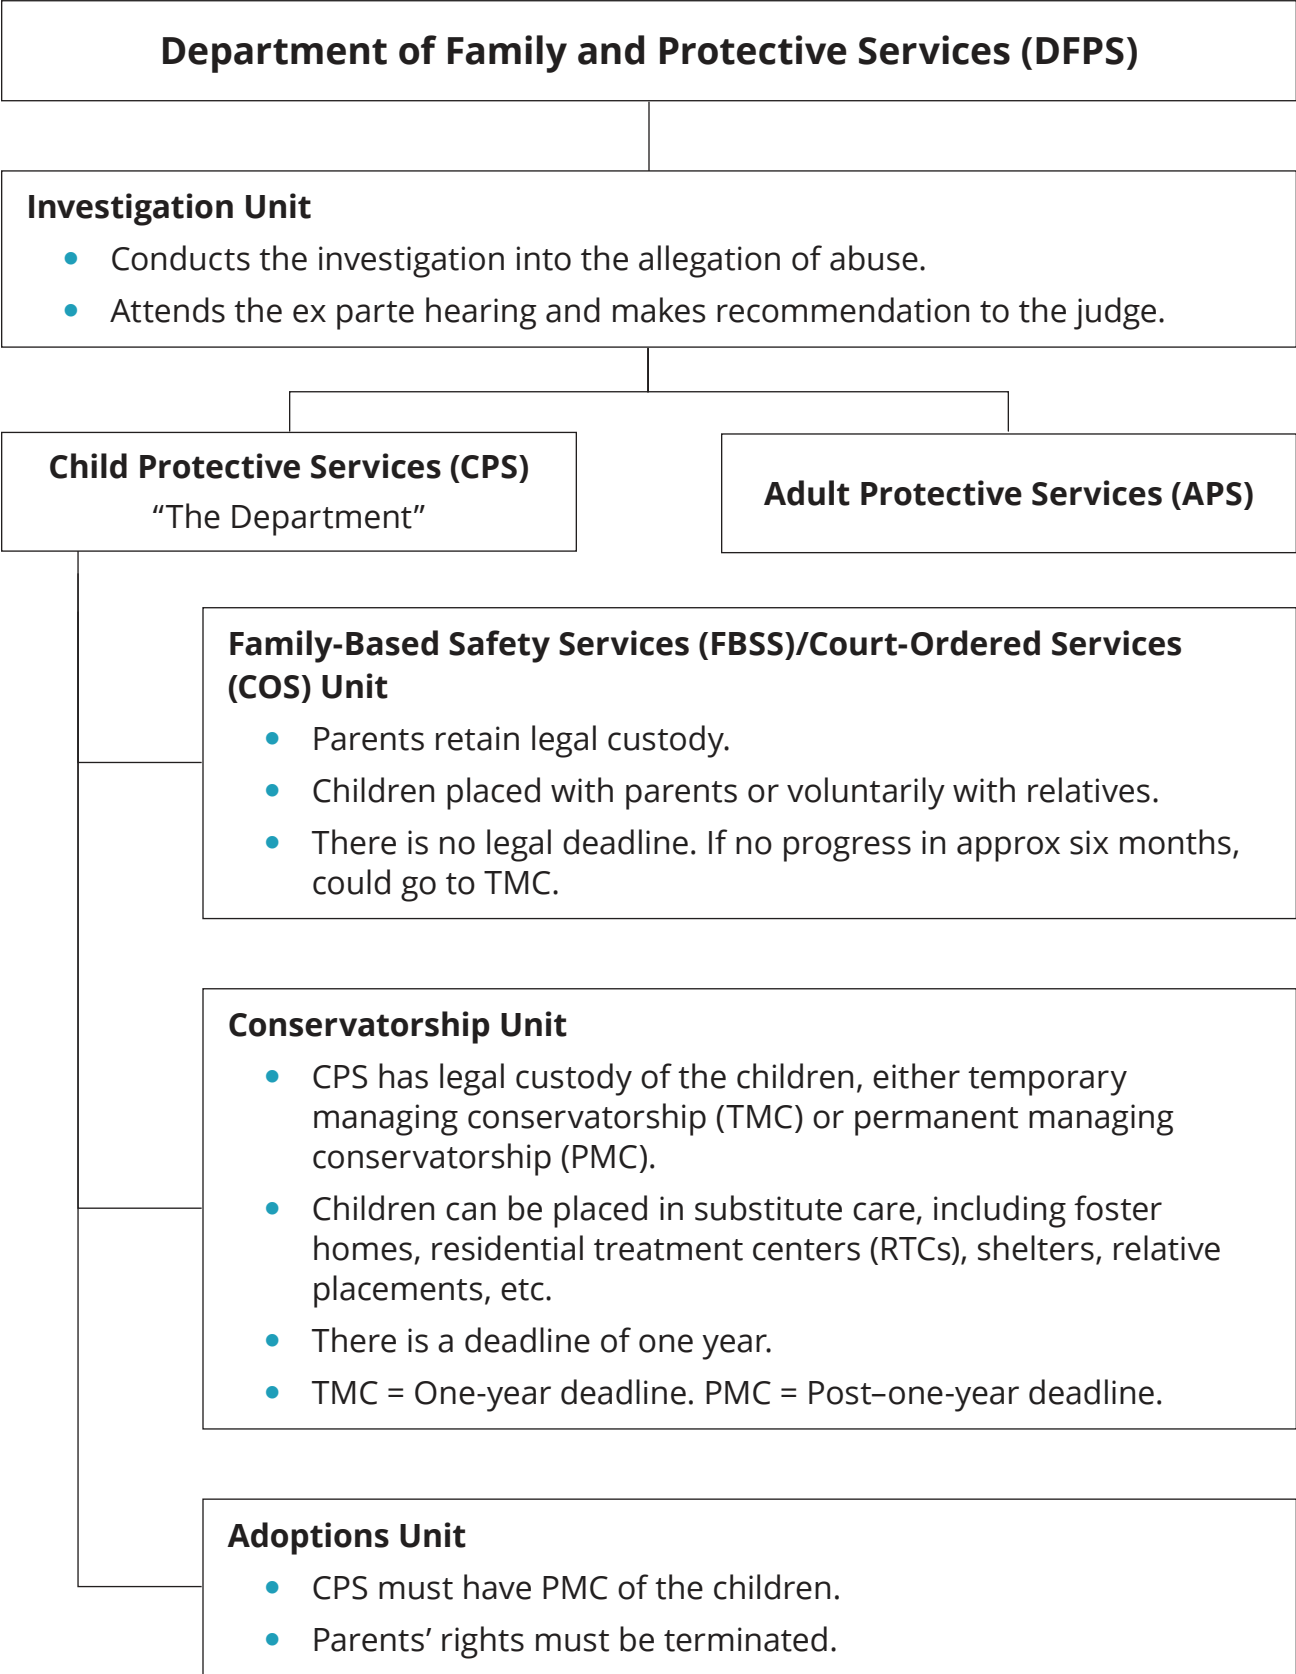 Department of Family and Protective Services (DFPS)
Investigation Unit
• Conducts the investigation into the allegation of abuse.
• Attends the ex parte hearing and makes recommendation to the judge.
Child Protective Services (CPS)
“The Department”
Adult Protective Services (APS)
Family-Based Safety Services (FBSS)/Court-Ordered Services
(COS) Unit
• Parents retain legal custody.
• Children placed with parents or voluntarily with relatives.
• There is no legal deadline. If no progress in approx six months,
could go to TMC.
Conservatorship Unit
• CPS has legal custody of the children, either temporary
managing conservatorship (TMC) or permanent managing
conservatorship (PMC).
• Children can be placed in substitute care, including foster
homes, residential treatment centers (RTCs), shelters, relative
placements, etc.
• There is a deadline of one year.
• TMC = One-year deadline. PMC = Post–one-year deadline.
Adoptions Unit
• CPS must have PMC of the children.
• Parents’ rights must be terminated.